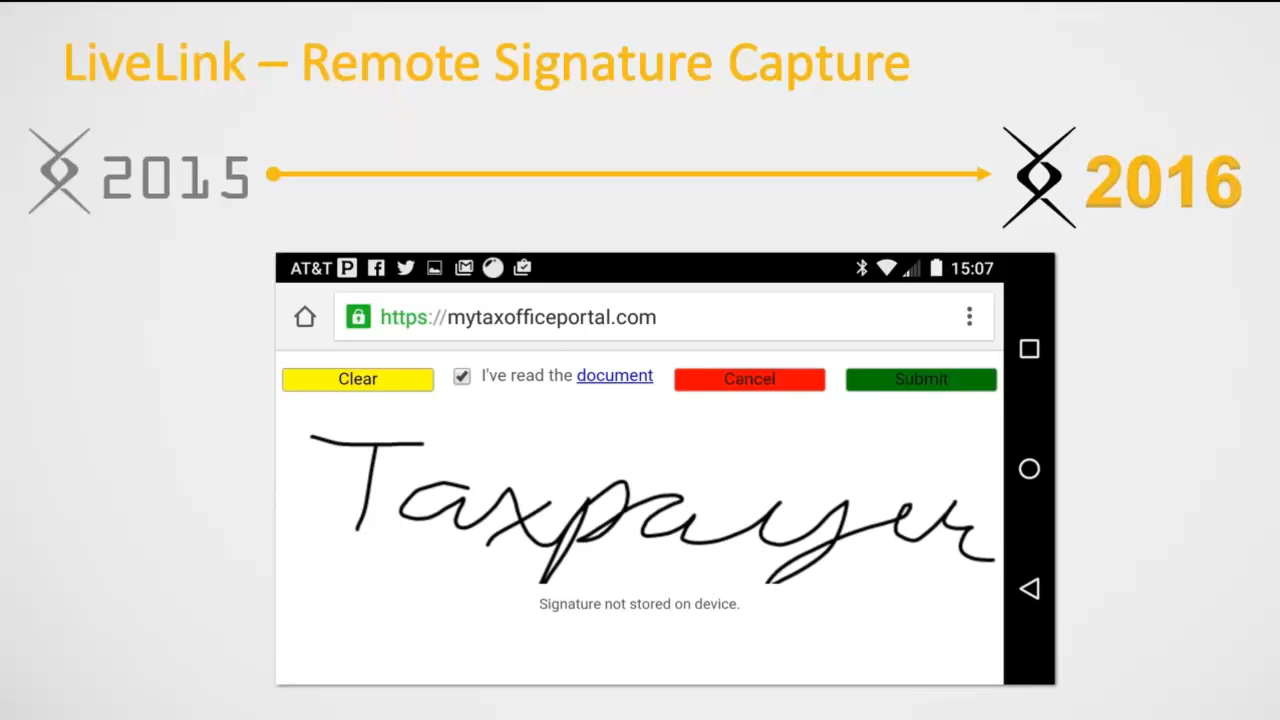 LiveLink – Remote Signature Capture
2015
2016
AT&T 15:07
https://mytaxofficeportal.com
Clear I've read the document Cancel Submit
Taxpayer
Signature not stored on device.